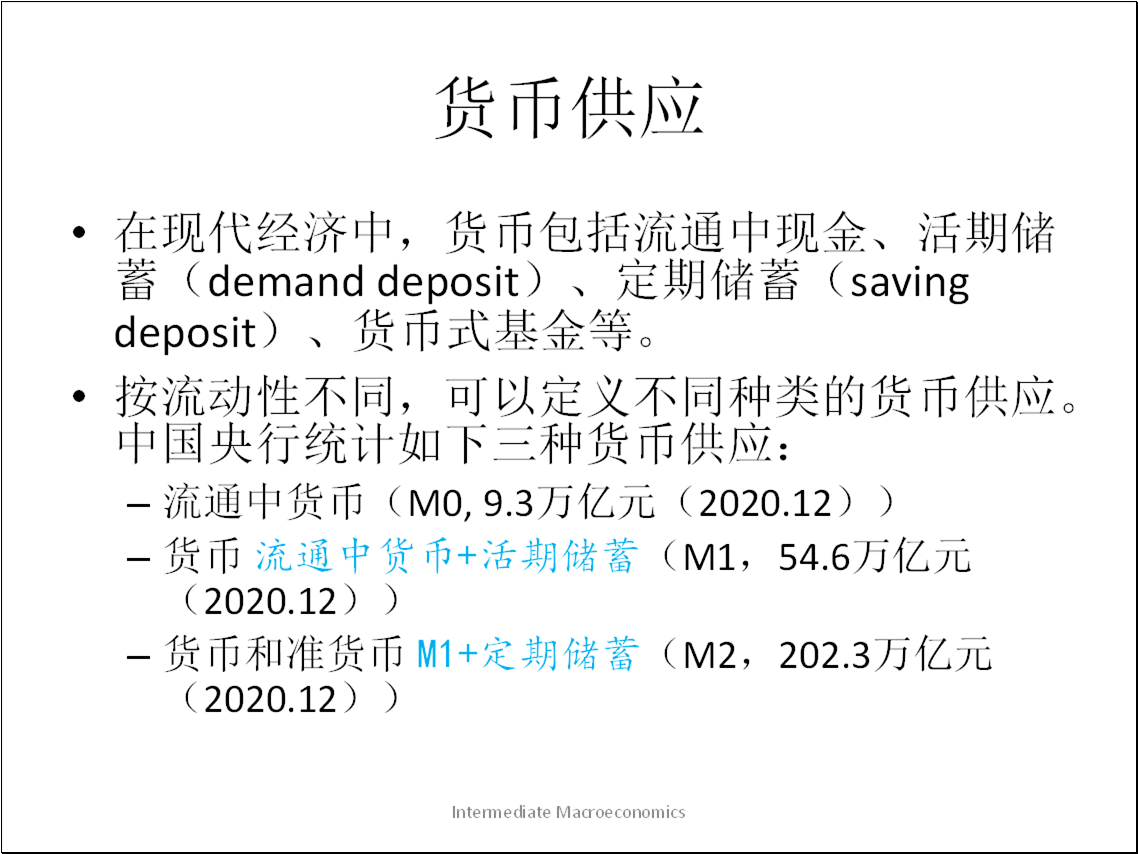 货币供应
• 在现代经济中，货币包括流通中现金、活期储
蓄（demand deposit）、定期储蓄（saving
deposit）、货币式基金等。
• 按流动性不同，可以定义不同种类的货币供应。
中国央行统计如下三种货币供应：
– 流通中货币（M0, 9.3万亿元（2020.12））
– 货币 流通中货币+活期储蓄（M1，54.6万亿元
（2020.12））
– 货币和准货币 M1+定期储蓄（M2，202.3万亿元
（2020.12））
Intermediate Macroeconomics